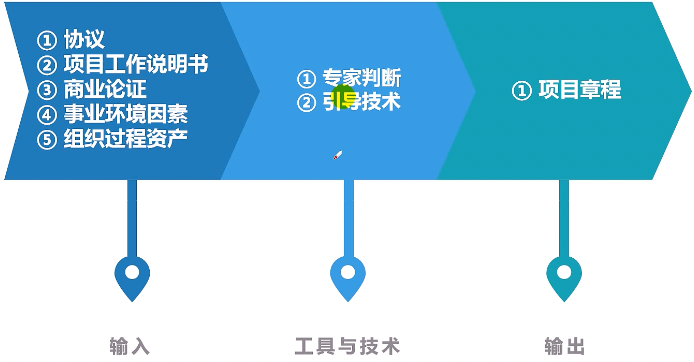 ① 协议
② 项目工作说明书
③ 商业论证
④ 事业环境因素
⑤ 组织过程资产
① 专家判断
② 引导技术
① 项目章程
输入
工具与技术
输出